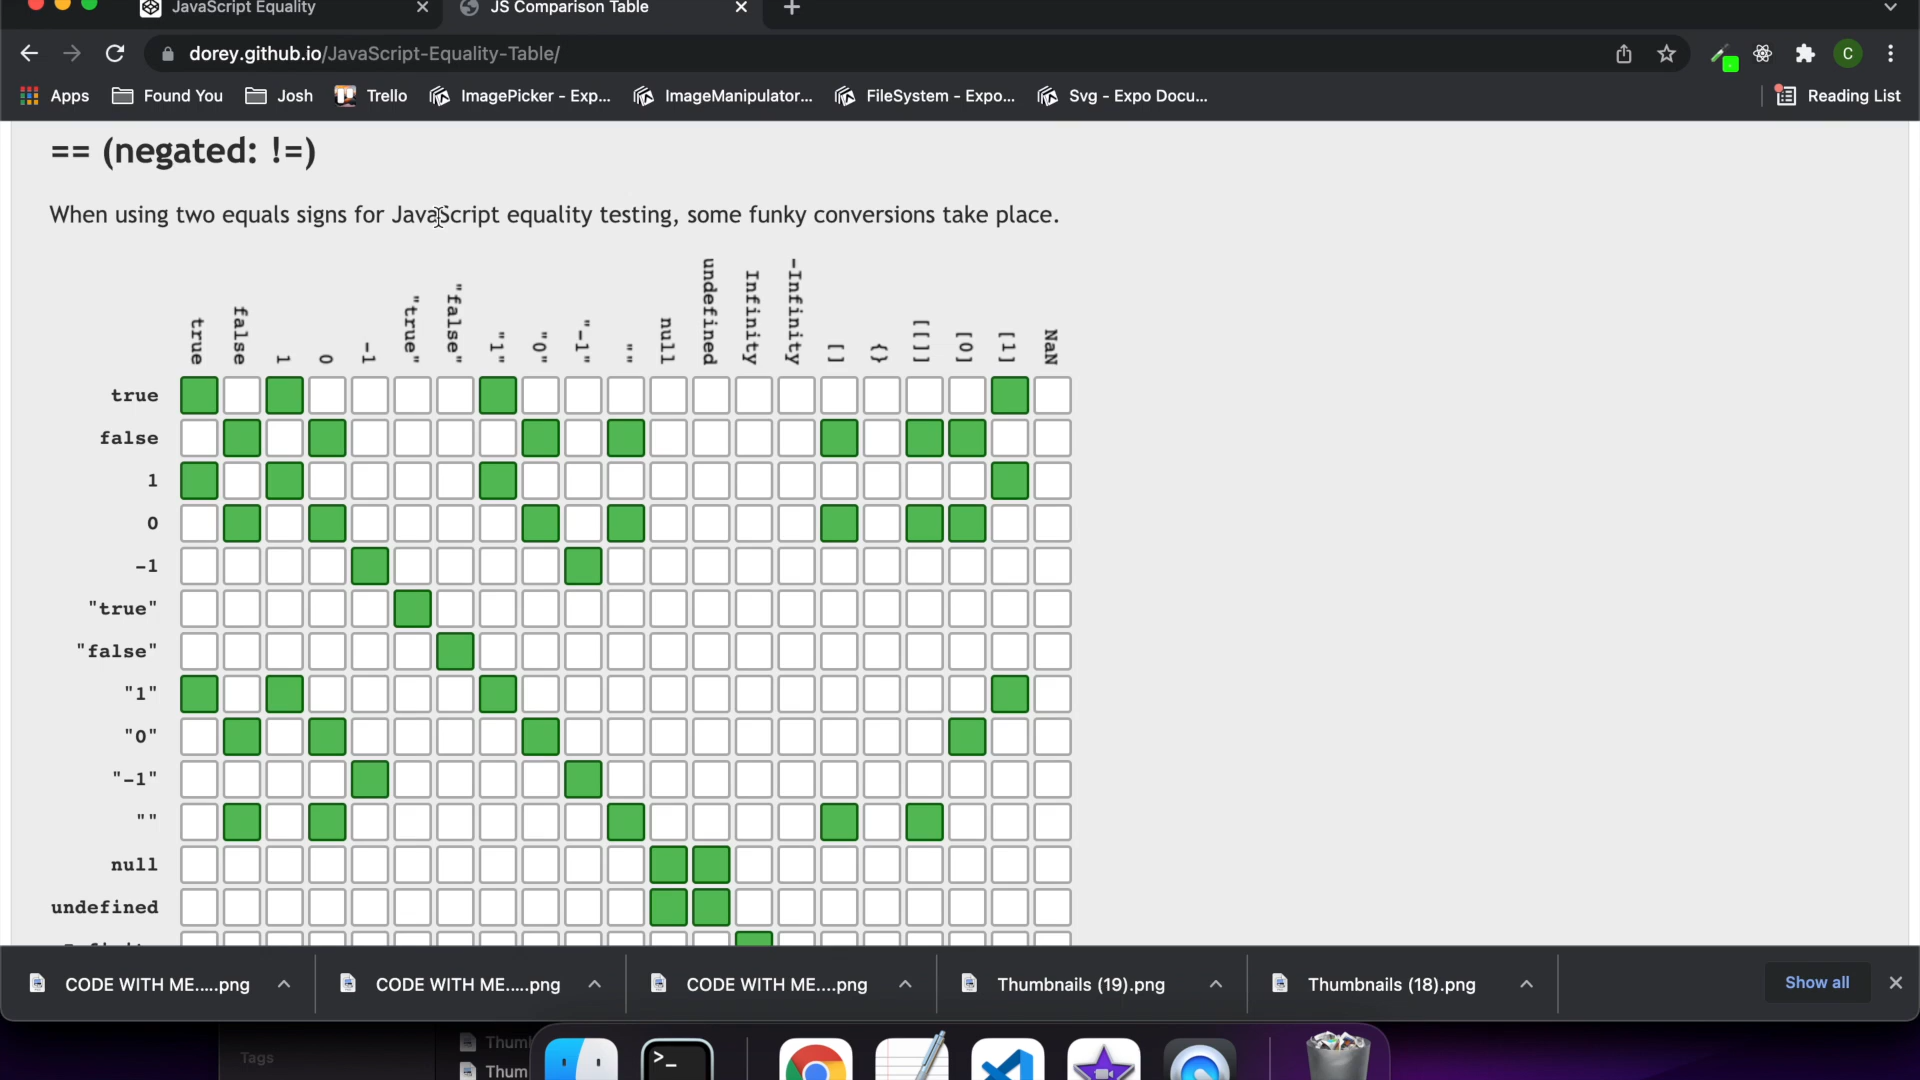 JavaScript Equality
JS Comparison Table
dorey.github.io/JavaScript-Equality-Table/
C
Apps
Found You
Josh
Trello
ImagePicker - Exp...
ImageManipulator...
FileSystem - Expo...
Svg - Expo Docu...
Reading List
== (negated: !=)
When using two equals signs for JavaScript equality testing, some funky conversions take place.
true false 1 0 -1 "true" "false" "1" "0" "-1" "" null undefined Infinity -Infinity [] {} [[]] [0] [1] NaN
true
false
1
0
-1
"true"
"false"
"1"
"0"
"-1"
""
null
undefined
CODE WITH ME.....png
CODE WITH ME.....png
CODE WITH ME....png
Thumbnails (19).png
Thumbnails (18).png
Show all
Tags
Thum
Thum